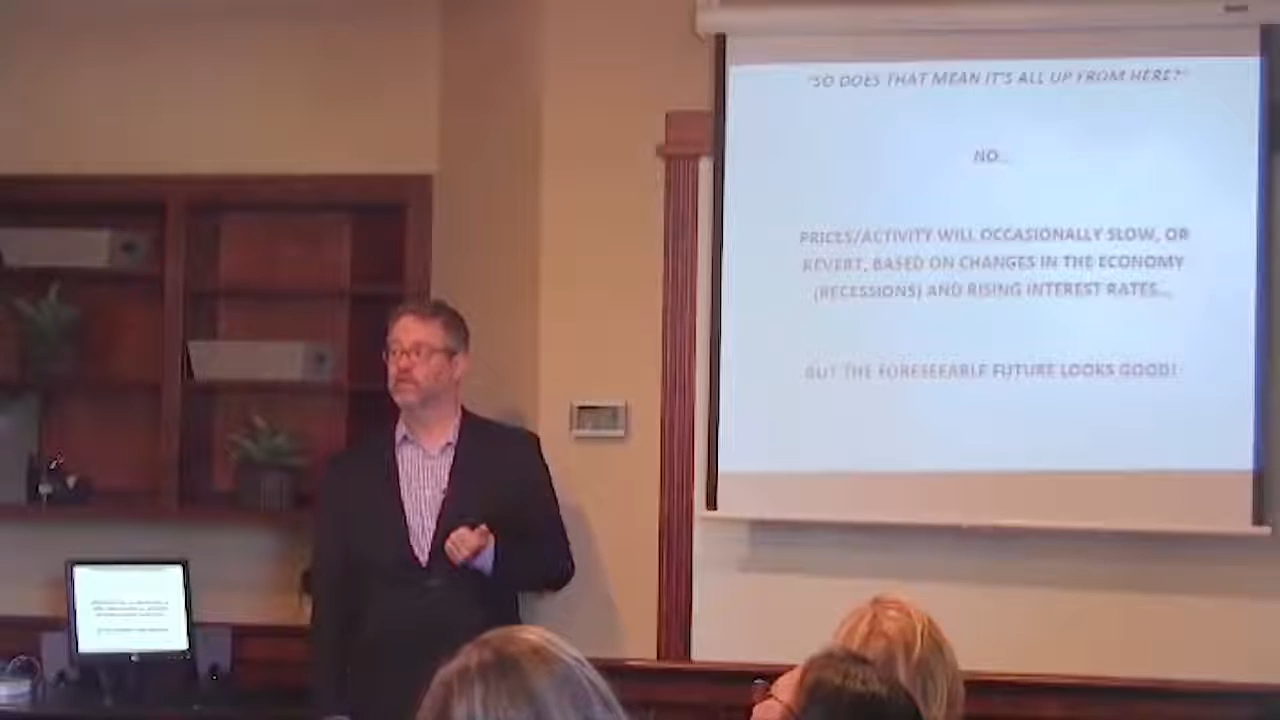 "SO DOES THAT MEAN IT'S ALL UP FROM HERE?"
NO...
PRICES/ACTIVITY WILL OCCASIONALLY SLOW, OR
REVERT, BASED ON CHANGES IN THE ECONOMY
(RECESSIONS) AND RISING INTEREST RATES...
BUT THE FORESEEABLE FUTURE LOOKS GOOD!